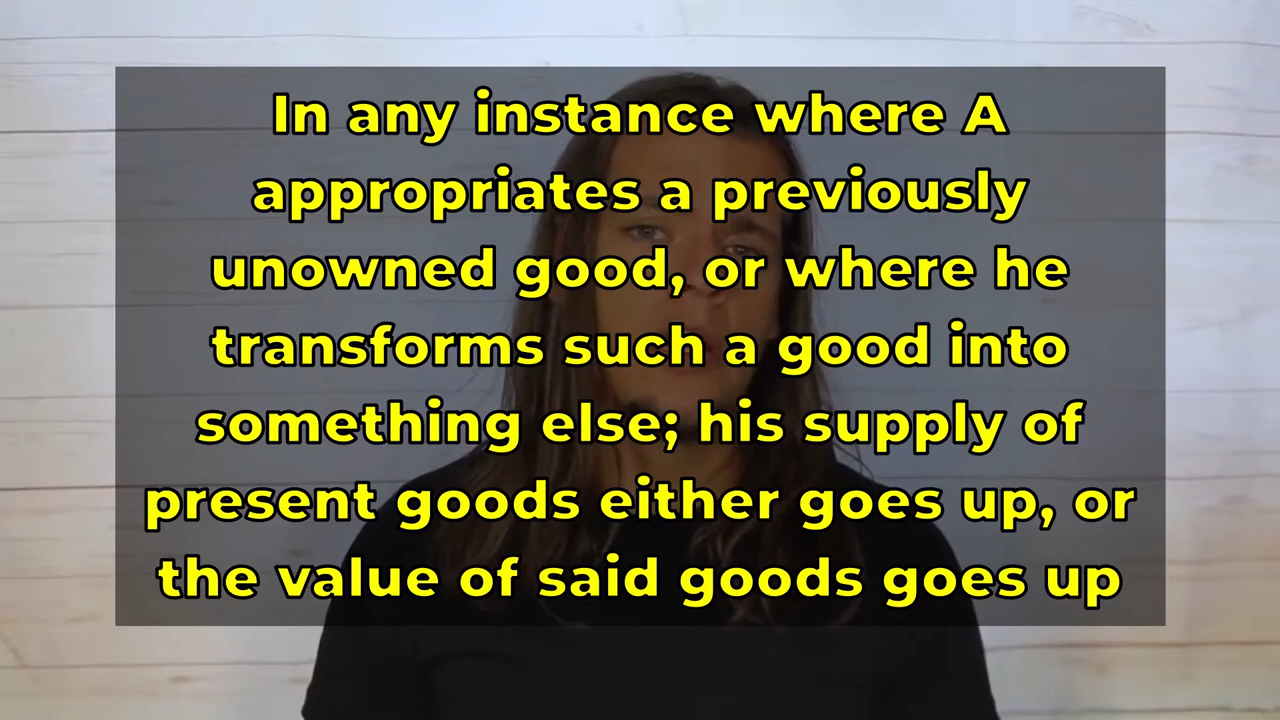 In any instance where A
appropriates a previously
unowned good, or where he
transforms such a good into
something else; his supply of
present goods either goes up, or
the value of said goods goes up